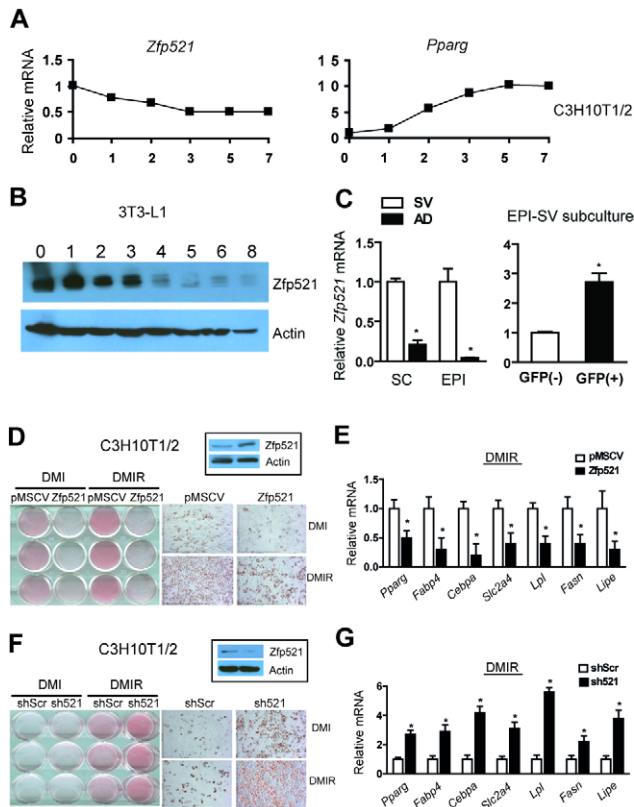 A
Zfp521
Pparg
Relative mRNA
1.5
1
0.5
0
0 1 2 3 5 7
1.5
1 0
0.5
0
0 1 2 3 5 7
C3H10T1/2
B
3T3-L1
0 1 2 3 4 5 6 8
Zfp521
Actin
C
SV
AD
EPI-SV subculture
Relative Zfp521 mRNA
1.5
1.0
0.5
0.0
* *
SC EPI
4
3
2
1
0
*
GFP(-) GFP(+)
D
C3H10T1/2
Zfp521
Actin
DMI DMIR
pMSCV Zfp521 pMSCV Zfp521
pMSCV Zfp521
DMI
DMIR
E
DMIR
pMSCV
Zfp521
Relative mRNA
1.5
1.0
0.5
0.0
* * * * * * *
Pparg Fabp4 Cebpa Slc2a4 Lpl Fasn Lipe
F
C3H10T1/2
Zfp521
Actin
DMI DMIR
shScr sh521 shScr sh521
shScr sh521
DMI
DMIR
G
DMIR
shScr
sh521
Relative mRNA
6
4
2
0
* * * * * * *
Pparg Fabp4 Cebpa Slc2a4 Lpl Fasn Lipe